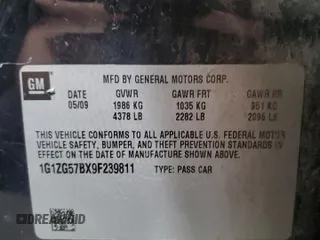 GM
MFD BY GENERAL MOTORS CORP.
DATE GVWR GAWR FRT GAWR RR
05/09 1986 KG 1035 KG 951 KG
4378 LB 2282 LB 2096 LB
THIS VEHICLE CONFORMS TO ALL APPLICABLE U.S. FEDERAL MOTOR
VEHICLE SAFETY, BUMPER, AND THEFT PREVENTION STANDARDS
IN EFFECT ON THE DATE OF MANUFACTURE SHOWN ABOVE.
1G1ZG57BX9F239811 TYPE: PASS CAR
DREAMBID